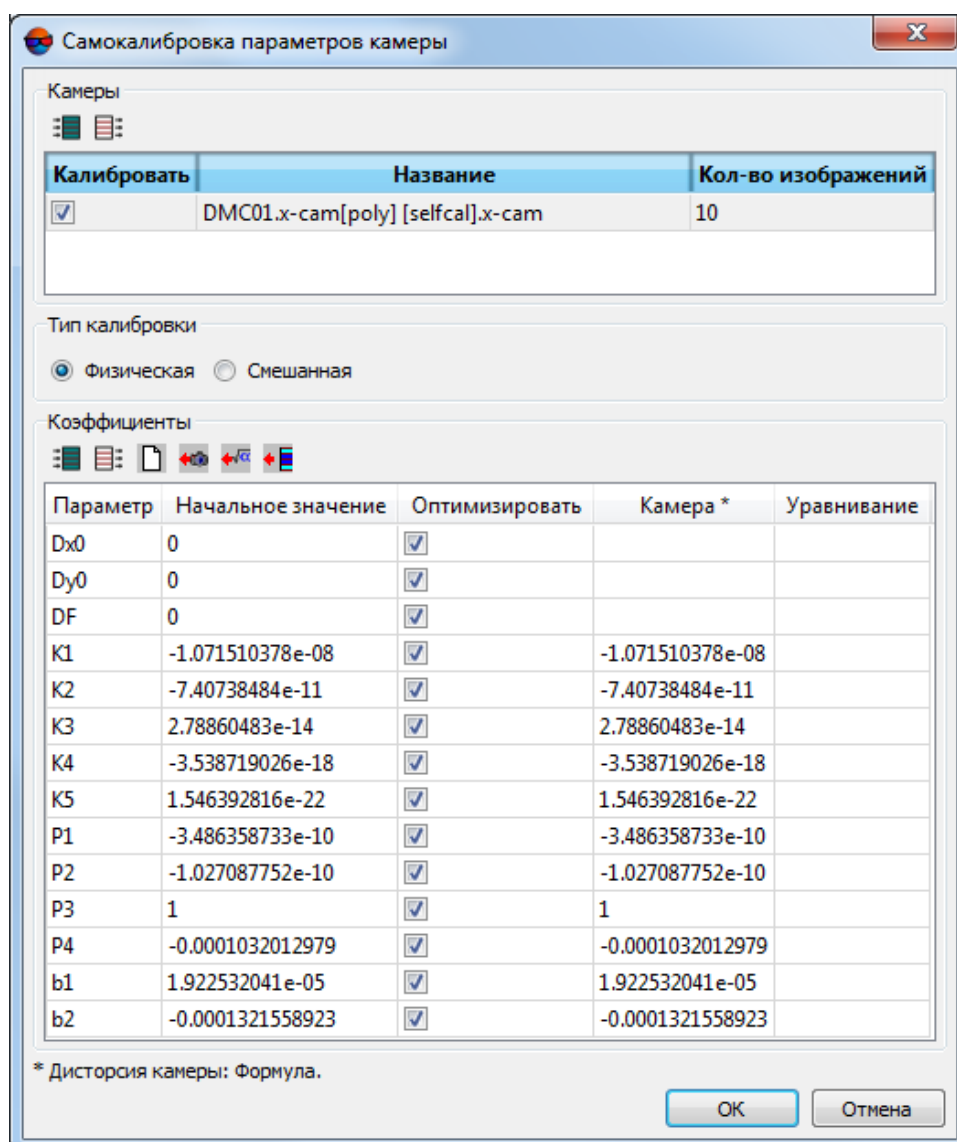 Самокалибровка параметров камеры
Камеры
Калибровать Название Кол-во изображений
DMC01.x-cam[poly] [selfcal].x-cam 10
Тип калибровки
Физическая Смешанная
Коэффициенты
Параметр Начальное значение Оптимизировать Камера * Уравнивание
Dx0 0
Dy0 0
DF 0
K1 -1.071510378e-08 -1.071510378e-08
K2 -7.40738484e-11 -7.40738484e-11
K3 2.78860483e-14 2.78860483e-14
K4 -3.538719026e-18 -3.538719026e-18
K5 1.546392816e-22 1.546392816e-22
P1 -3.486358733e-10 -3.486358733e-10
P2 -1.027087752e-10 -1.027087752e-10
P3 1 1
P4 -0.0001032012979 -0.0001032012979
b1 1.922532041e-05 1.922532041e-05
b2 -0.0001321558923 -0.0001321558923
* Дисторсия камеры: Формула.
OK Отмена